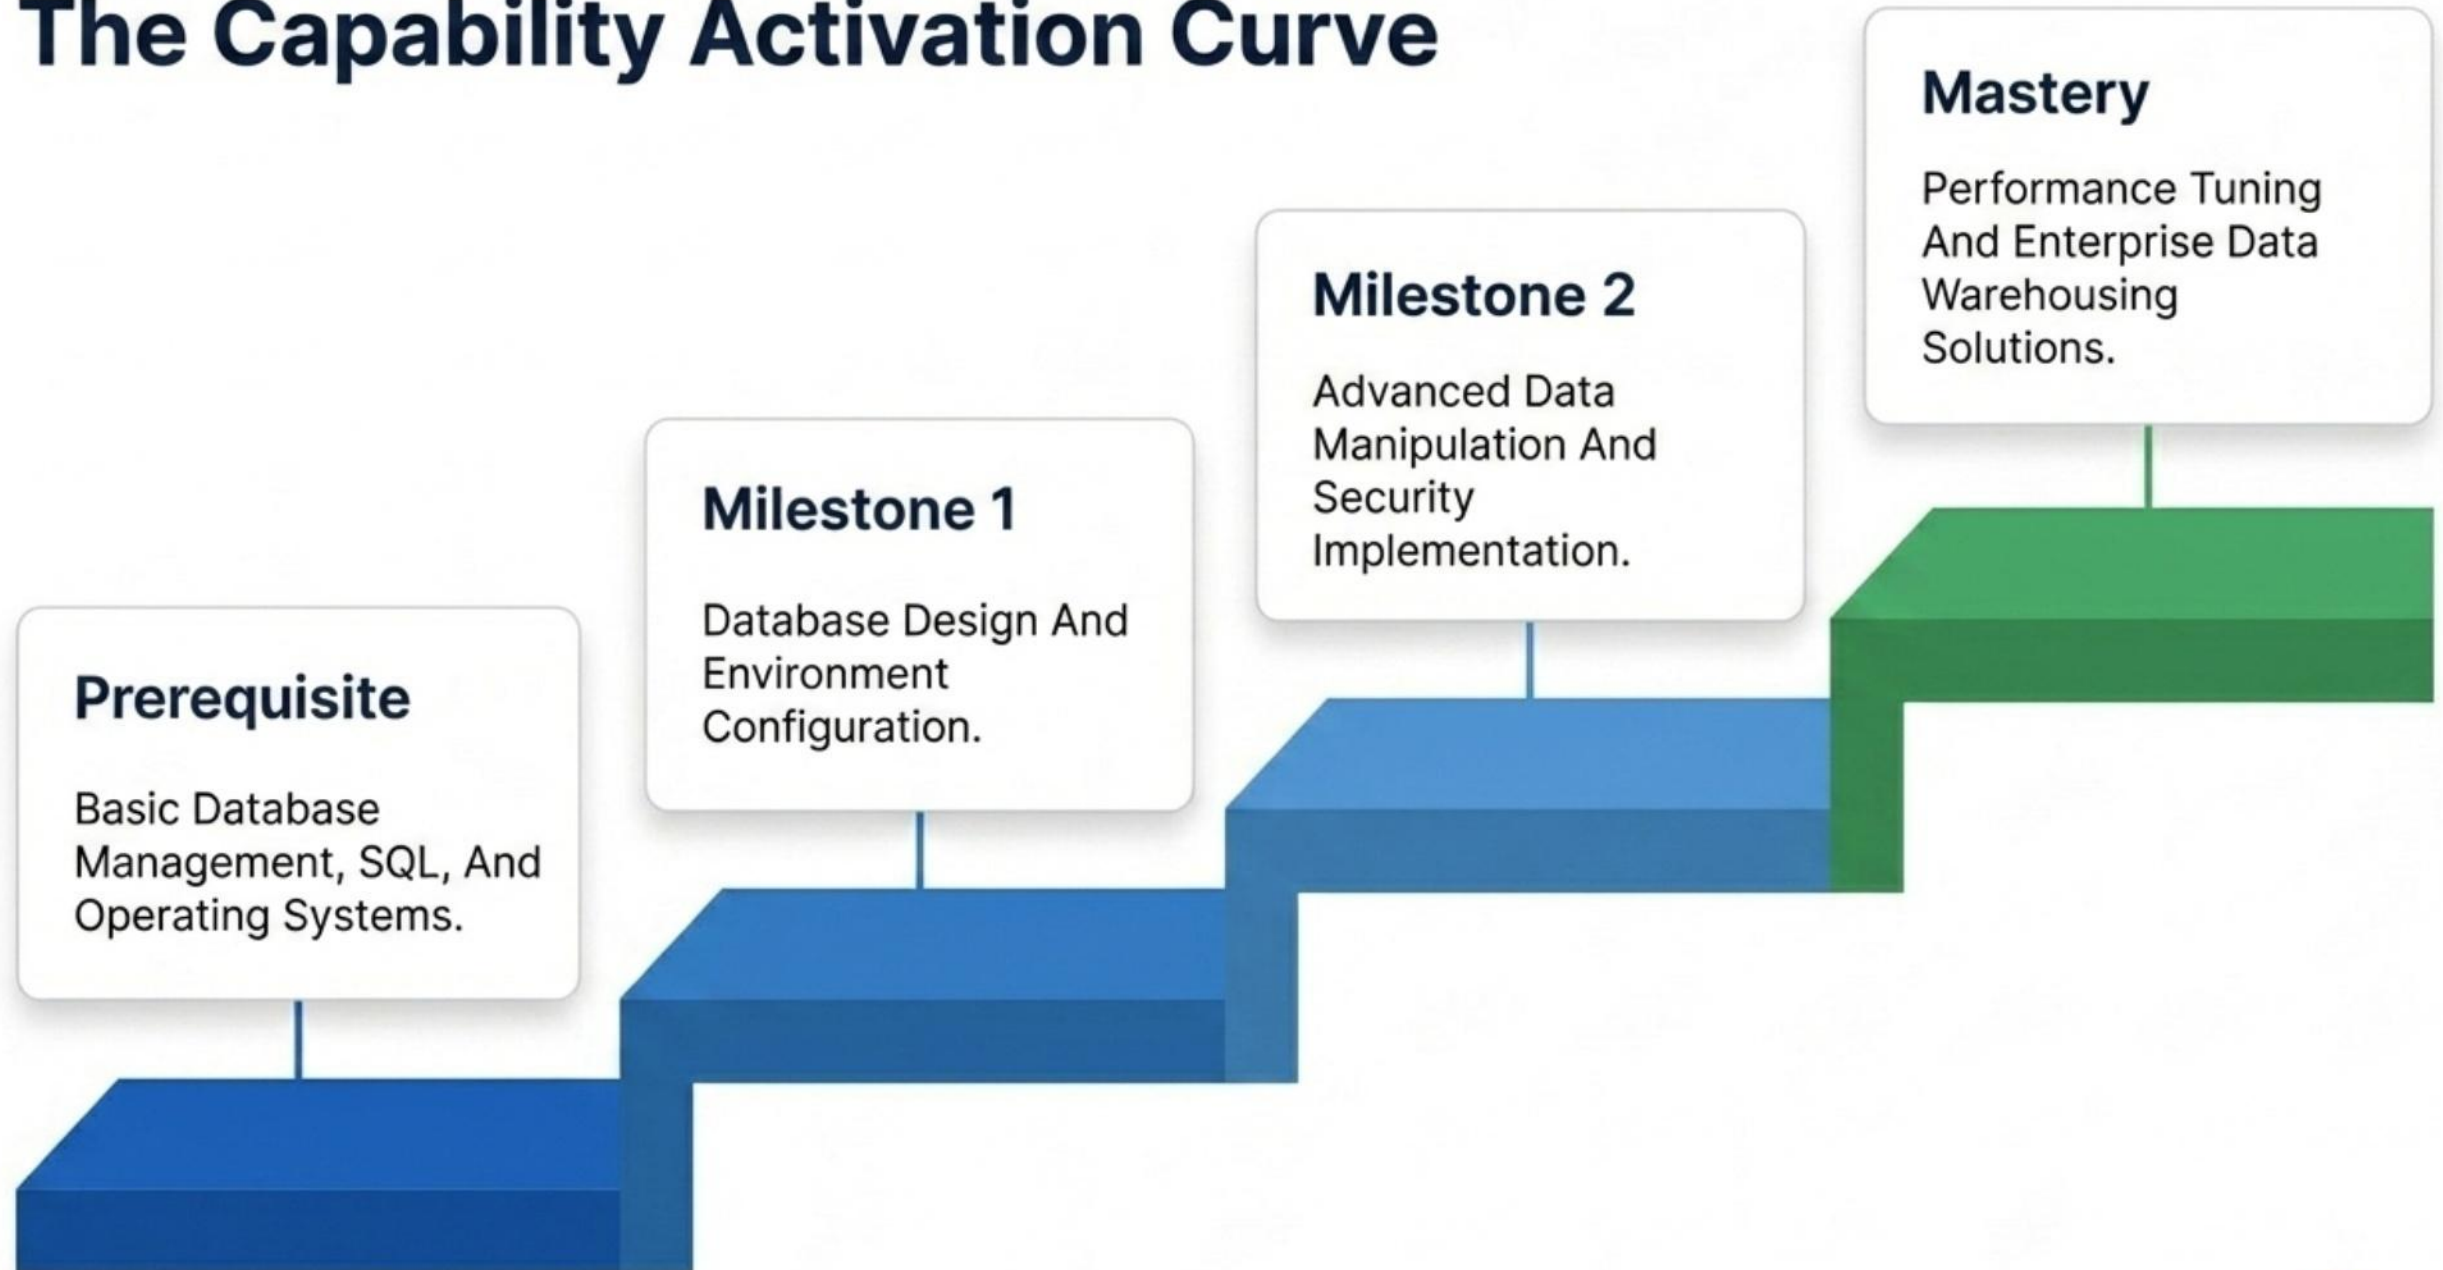 The Capability Activation Curve
Prerequisite
Basic Database
Management, SQL, And
Operating Systems.
Milestone 1
Database Design And
Environment
Configuration.
Milestone 2
Advanced Data
Manipulation And
Security
Implementation.
Mastery
Performance Tuning
And Enterprise Data
Warehousing
Solutions.